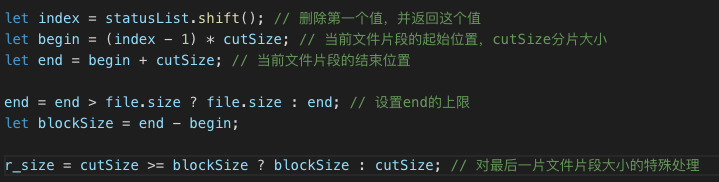 let index = statusList.shift(); // 删除第一个值，并返回这个值
let begin = (index - 1) * cutSize; // 当前文件片段的起始位置，cutSize分片大小
let end = begin + cutSize; // 当前文件片段的结束位置
end = end > file.size ? file.size : end; // 设置end的上限
let blockSize = end - begin;
r_size = cutSize >= blockSize ? blockSize : cutSize; // 对最后一片文件片段大小的特殊处理